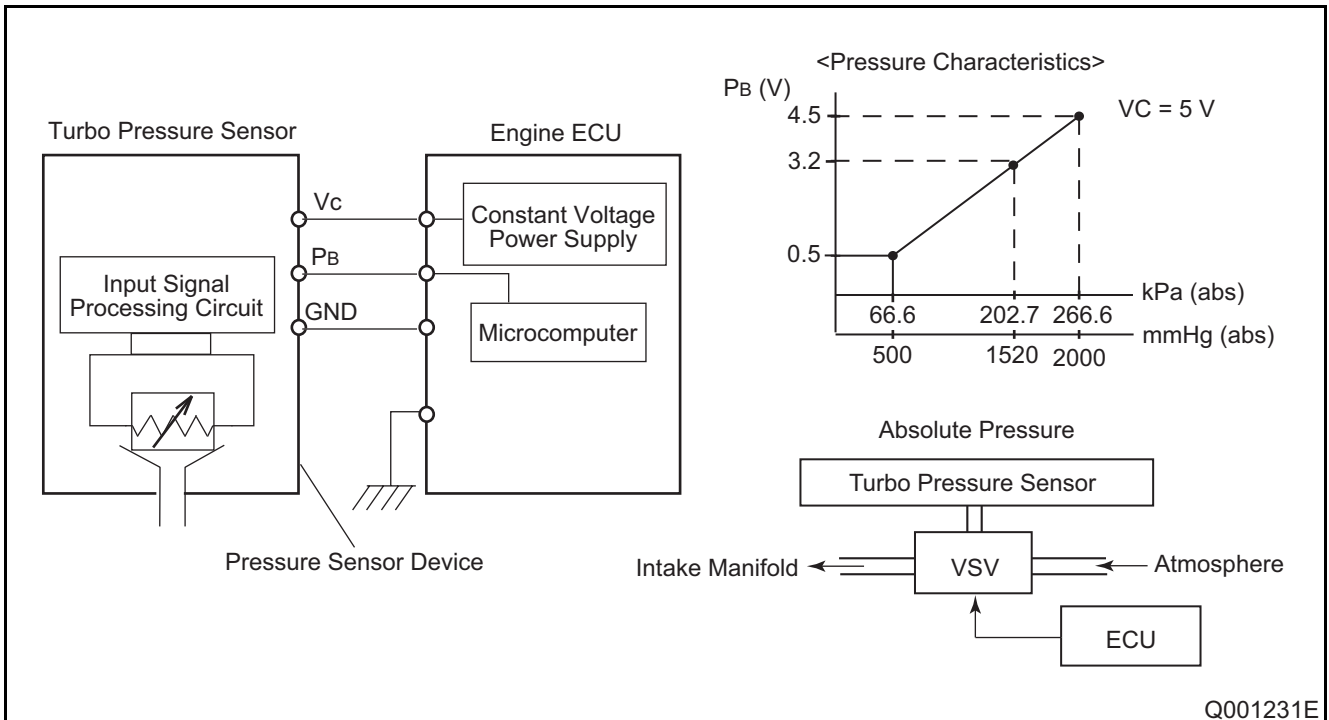 Turbo Pressure Sensor
Engine ECU
Vc
PB
GND
Input Signal
Processing Circuit
Constant Voltage
Power Supply
Microcomputer
Pressure Sensor Device
<Pressure Characteristics>
PB (V)
VC = 5 V
4.5
3.2
0.5
kPa (abs)
66.6 202.7 266.6
mmHg (abs)
500 1520 2000
Absolute Pressure
Turbo Pressure Sensor
Intake Manifold
VSV
Atmosphere
ECU
Q001231E